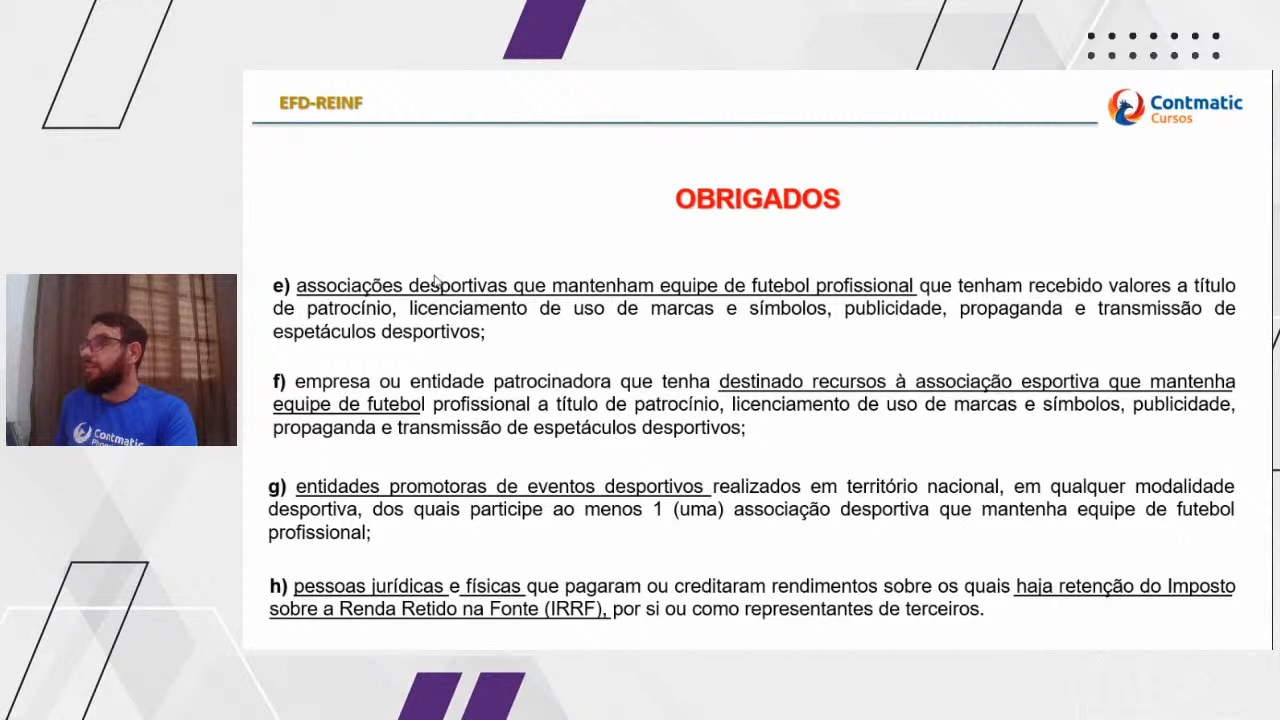 EFD-REINF
Contmatic
Cursos
OBRIGADOS
e) associações desportivas que mantenham equipe de futebol profissional que tenham recebido valores a título
de patrocínio, licenciamento de uso de marcas e símbolos, publicidade, propaganda e transmissão de
espetáculos desportivos;
f) empresa ou entidade patrocinadora que tenha destinado recursos à associação esportiva que mantenha
equipe de futebol profissional a título de patrocínio, licenciamento de uso de marcas e símbolos, publicidade,
propaganda e transmissão de espetáculos desportivos;
g) entidades promotoras de eventos desportivos realizados em território nacional, em qualquer modalidade
desportiva, dos quais participe ao menos 1 (uma) associação desportiva que mantenha equipe de futebol
profissional;
h) pessoas jurídicas e físicas que pagaram ou creditaram rendimentos sobre os quais haja retenção do Imposto
sobre a Renda Retido na Fonte (IRRF), por si ou como representantes de terceiros.
Contmatic